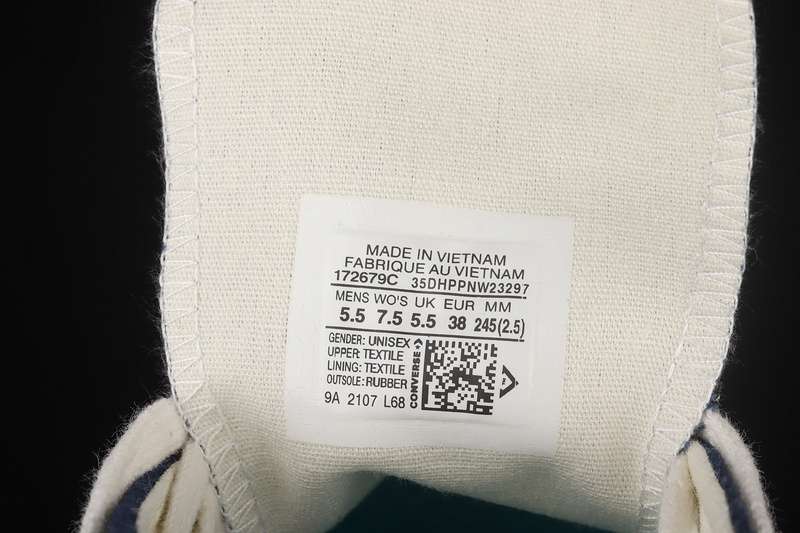 MADE IN VIETNAM
FABRIQUE AU VIETNAM
172679C 35DHPPNW23297
MENS WO'S UK EUR MM
5.5 7.5 5.5 38 245(2.5)
GENDER: UNISEX
UPPER: TEXTILE
LINING: TEXTILE
OUTSOLE: RUBBER
9A 2107 L68
CONVERSE